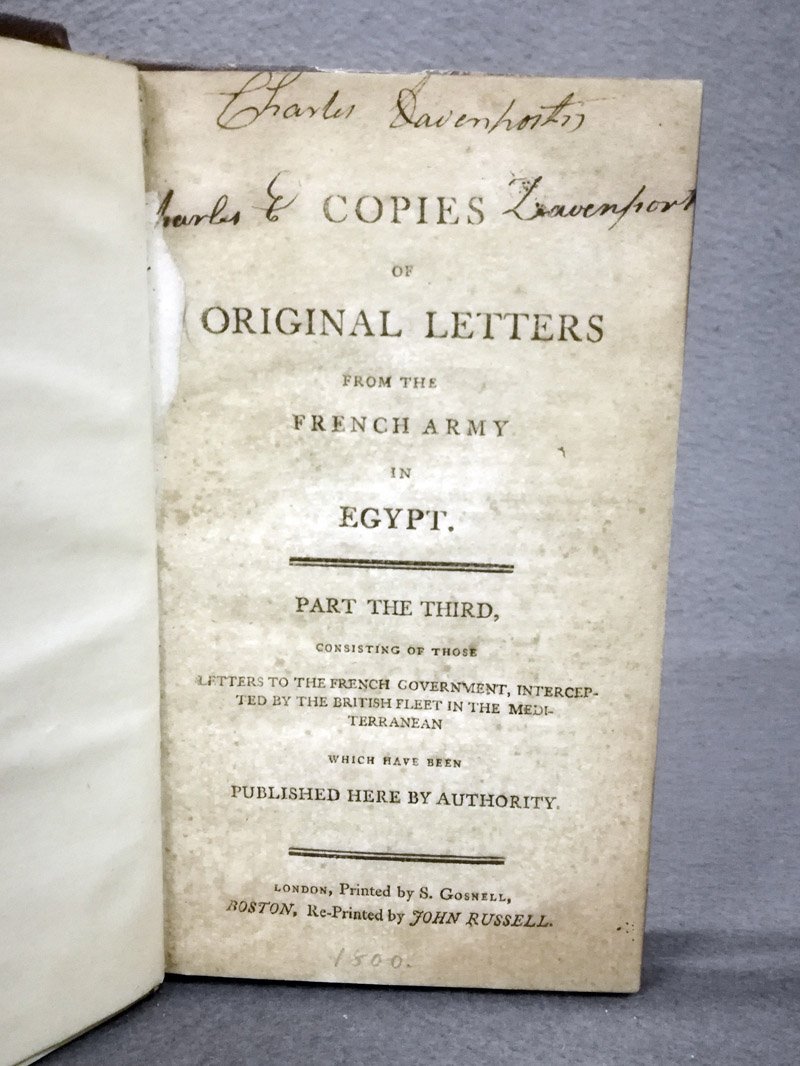 Charles Davenports
Charles E COPIES Davenport
OF
ORIGINAL LETTERS
FROM THE
FRENCH ARMY
IN
EGYPT.
PART THE THIRD,
CONSISTING OF THOSE
LETTERS TO THE FRENCH GOVERNMENT, INTERCEP-
TED BY THE BRITISH FLEET IN THE MEDI-
TERRANEAN
WHICH HAVE BEEN
PUBLISHED HERE BY AUTHORITY.
LONDON, Printed by S. GOSNELL,
BOSTON, Re-Printed by JOHN RUSSELL.
1800.